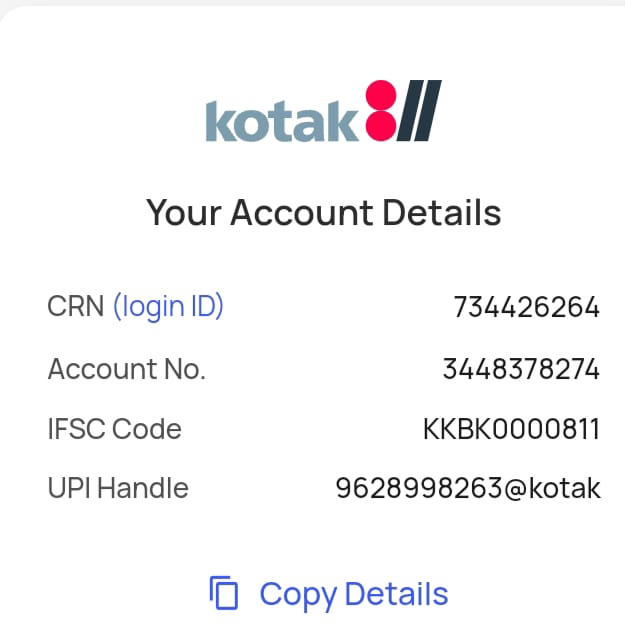 kotak 811
Your Account Details
CRN (login ID) 734426264
Account No. 3448378274
IFSC Code KKBK0000811
UPI Handle 9628998263@kotak
Copy Details